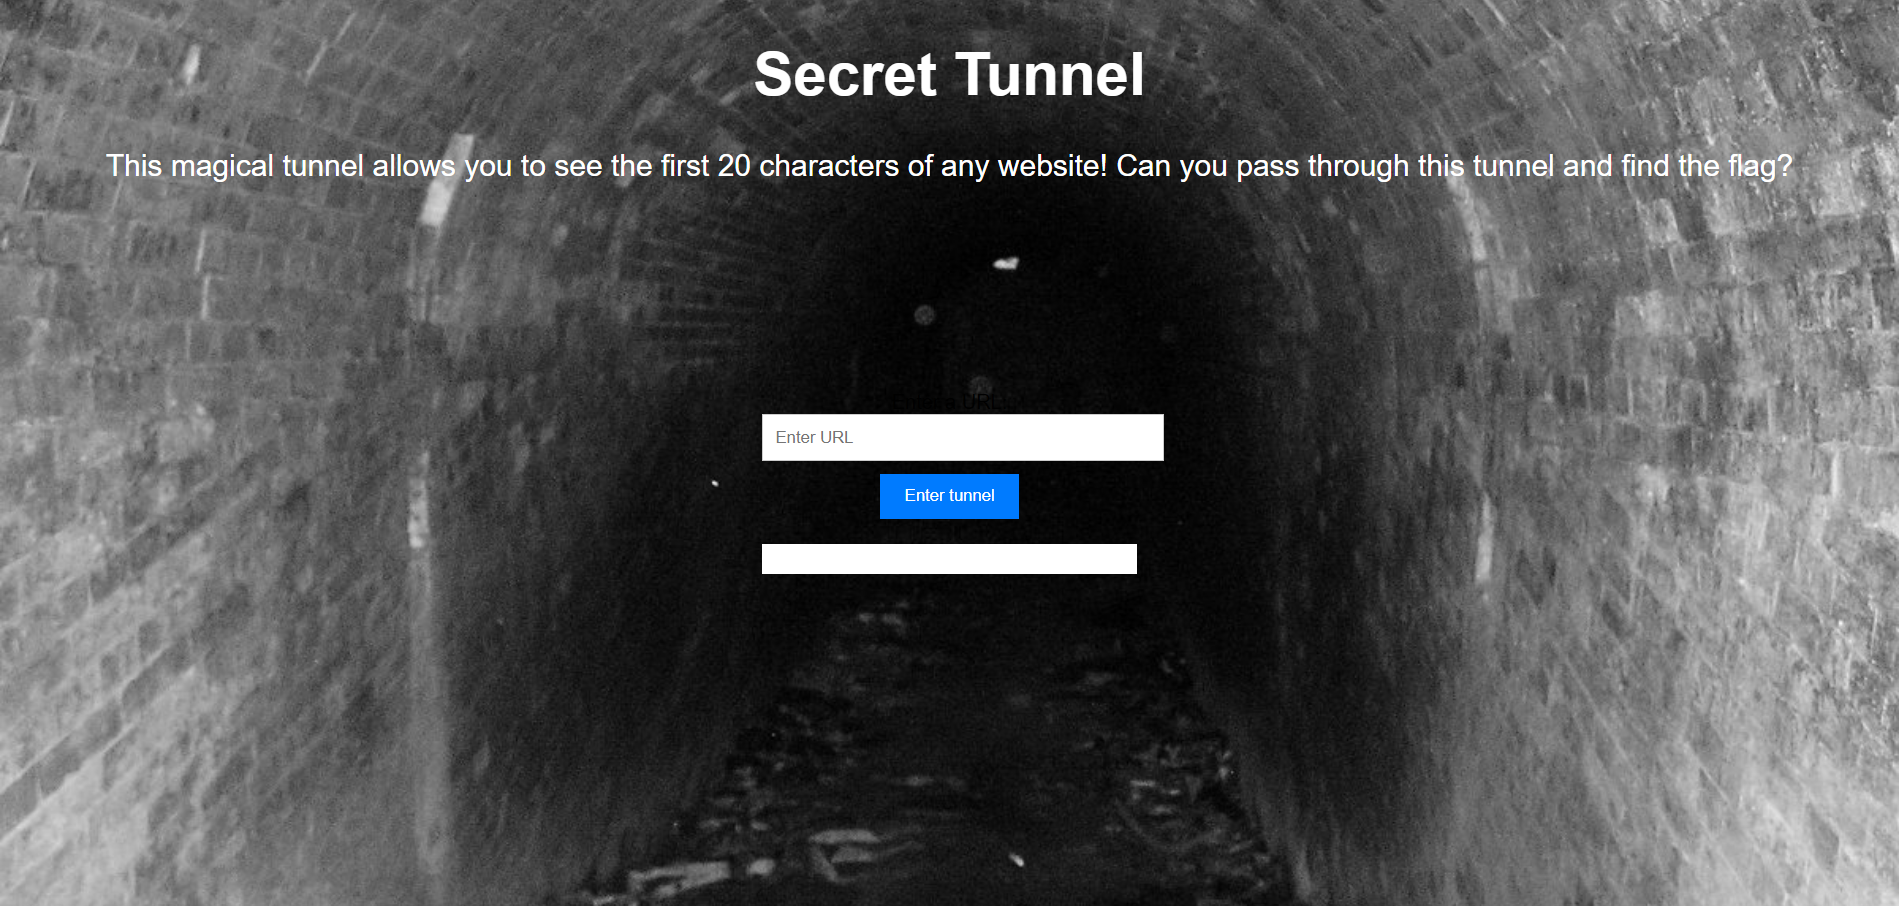 Secret Tunnel
This magical tunnel allows you to see the first 20 characters of any website! Can you pass through this tunnel and find the flag?
URL
Enter URL
Enter tunnel